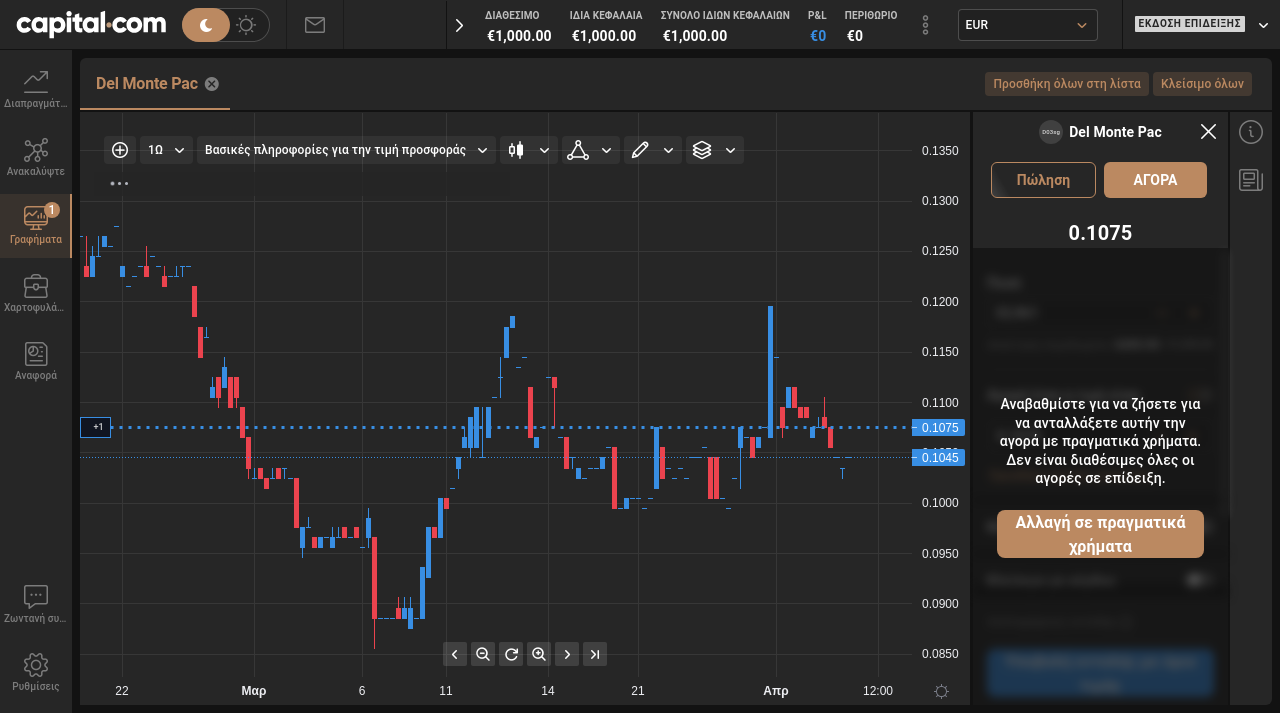 capital.com
ΔΙΑΘΕΣΙΜΟ
€1,000.00
ΙΔΙΑ ΚΕΦΑΛΑΙΑ
€1,000.00
ΣΥΝΟΛΟ ΙΔΙΩΝ ΚΕΦΑΛΑΙΩΝ
€1,000.00
P&L
€0
ΠΕΡΙΘΩΡΙΟ
€0
EUR
ΕΚΔΟΣΗ ΕΠΙΔΕΙΞΗΣ
Διαπραγμάτ...
Ανακαλύψτε
1
Γραφήματα
Χαρτοφυλά...
Αναφορά
Ζωντανή συ...
Ρυθμίσεις
Del Monte Pac
Προσθήκη όλων στη λίστα
Κλείσιμο όλων
1Ω
Βασικές πληροφορίες για την τιμή προσφοράς
0.1350
0.1300
0.1250
0.1200
0.1150
0.1100
0.1075
0.1045
0.1000
0.0950
0.0900
0.0850
+1
22
Μαρ
6
11
14
21
Απρ
12:00
D03sg
Del Monte Pac
Πώληση
ΑΓΟΡΑ
0.1075
Αναβαθμίστε για να ζήσετε για
να ανταλλάξετε αυτήν την
αγορά με πραγματικά χρήματα.
Δεν είναι διαθέσιμες όλες οι
αγορές σε επίδειξη.
Αλλαγή σε πραγματικά
χρήματα